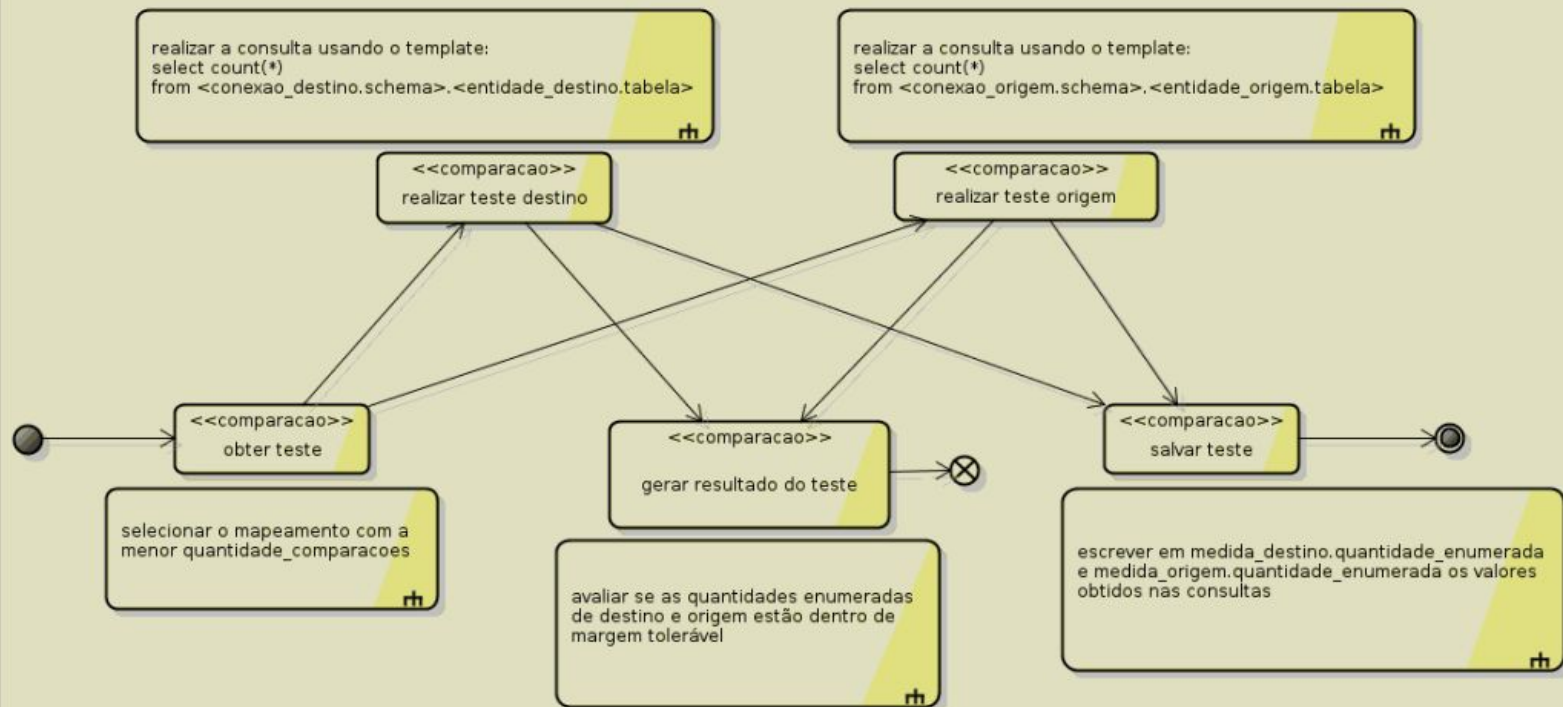 realizar a consulta usando o template:
select count(*)
from <conexao_destino.schema>.<entidade_destino.tabela>
realizar a consulta usando o template:
select count(*)
from <conexao_origem.schema>.<entidade_origem.tabela>
<<comparacao>>
realizar teste destino
<<comparacao>>
realizar teste origem
<<comparacao>>
obter teste
<<comparacao>>
gerar resultado do teste
<<comparacao>>
salvar teste
selecionar o mapeamento com a
menor quantidade_comparacoes
avaliar se as quantidades enumeradas
de destino e origem estão dentro de
margem tolerável
escrever em medida_destino.quantidade_enumerada
e medida_origem.quantidade_enumerada os valores
obtidos nas consultas